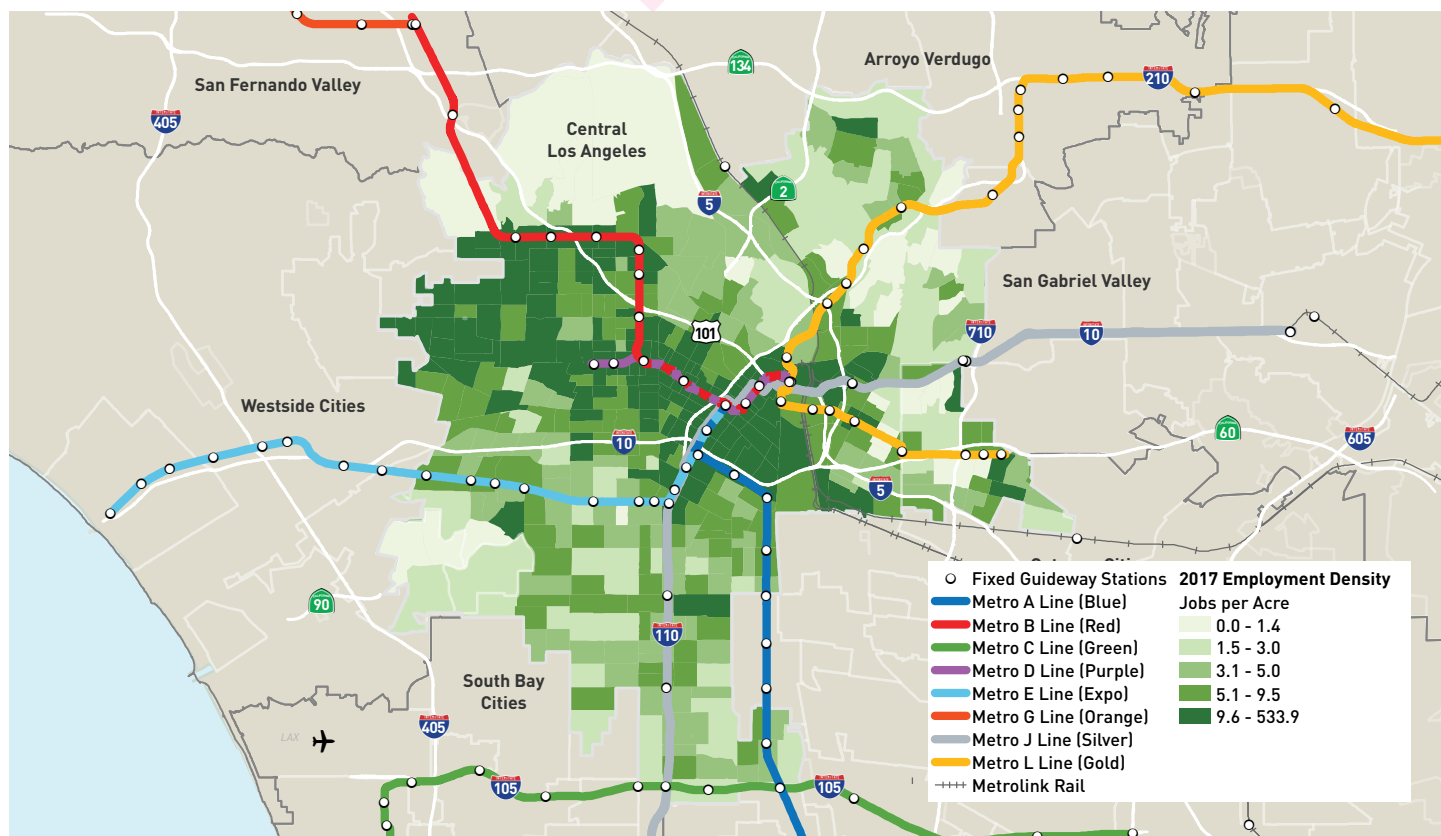 San Fernando Valley
405
134
Arroyo Verdugo
210
Central
Los Angeles
5
2
San Gabriel Valley
101
710
10
Westside Cities
10
60
605
5
90
110
South Bay
Cities
405
LAX
105
105
Fixed Guideway Stations
Metro A Line (Blue)
Metro B Line (Red)
Metro C Line (Green)
Metro D Line (Purple)
Metro E Line (Expo)
Metro G Line (Orange)
Metro J Line (Silver)
Metro L Line (Gold)
Metrolink Rail
2017 Employment Density
Jobs per Acre
0.0 - 1.4
1.5 - 3.0
3.1 - 5.0
5.1 - 9.5
9.6 - 533.9